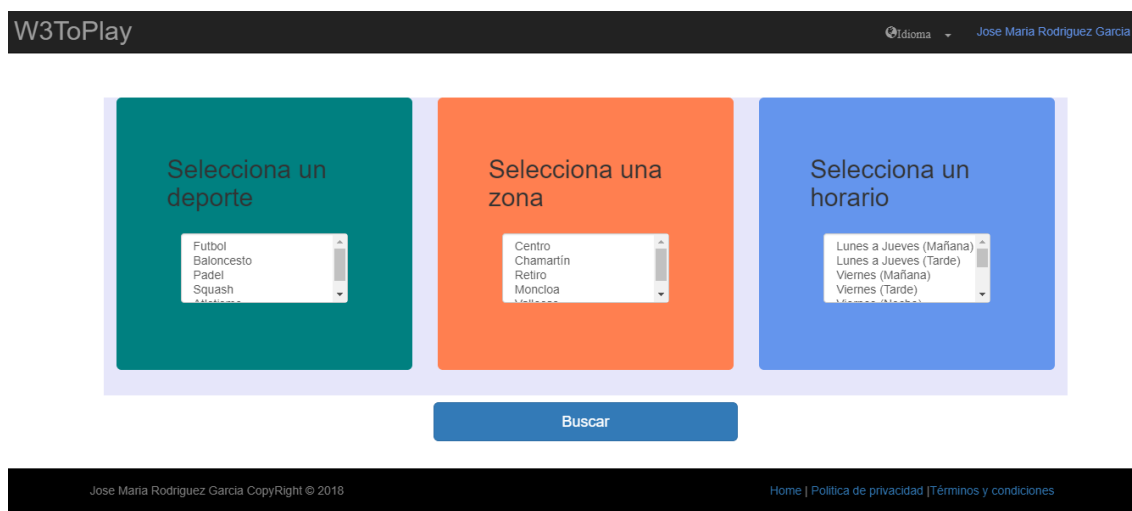 W3ToPlay
Idioma
Jose Maria Rodriguez Garcia
Selecciona un
deporte
Futbol
Baloncesto
Padel
Squash
Selecciona una
zona
Centro
Chamartín
Retiro
Moncloa
Selecciona un
horario
Lunes a Jueves (Mañana)
Lunes a Jueves (Tarde)
Viernes (Mañana)
Viernes (Tarde)
Buscar
Jose Maria Rodriguez Garcia CopyRight © 2018
Home | Politica de privacidad |Términos y condiciones